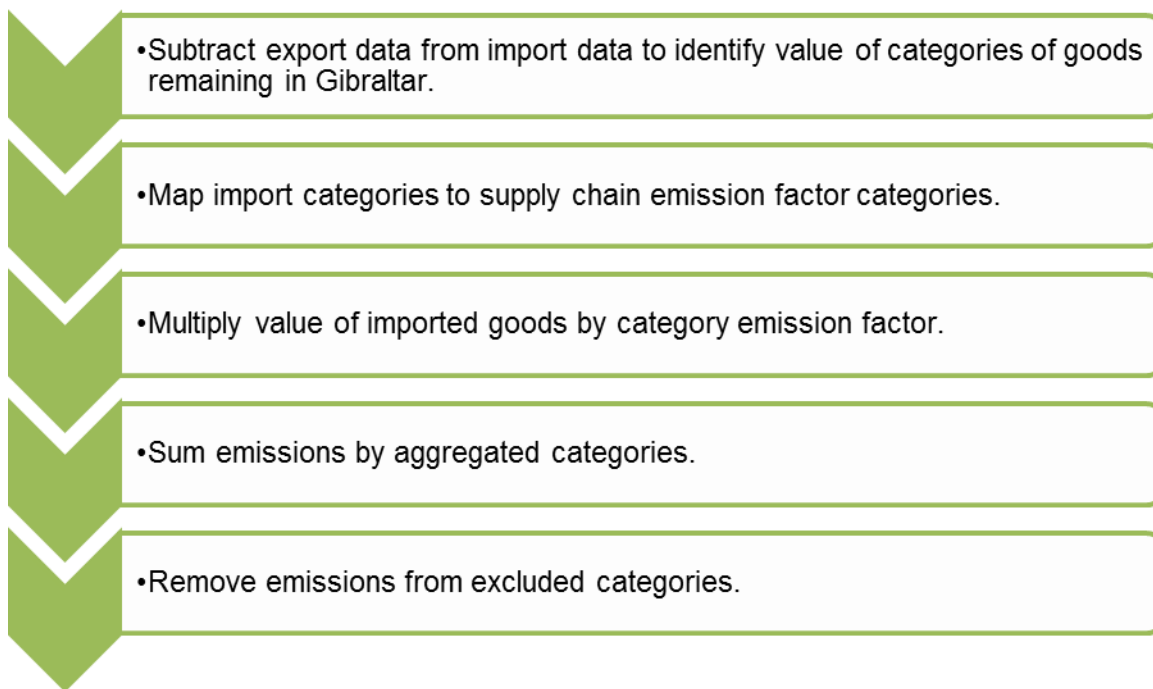 •Subtract export data from import data to identify value of categories of goods
remaining in Gibraltar.
•Map import categories to supply chain emission factor categories.
•Multiply value of imported goods by category emission factor.
•Sum emissions by aggregated categories.
•Remove emissions from excluded categories.